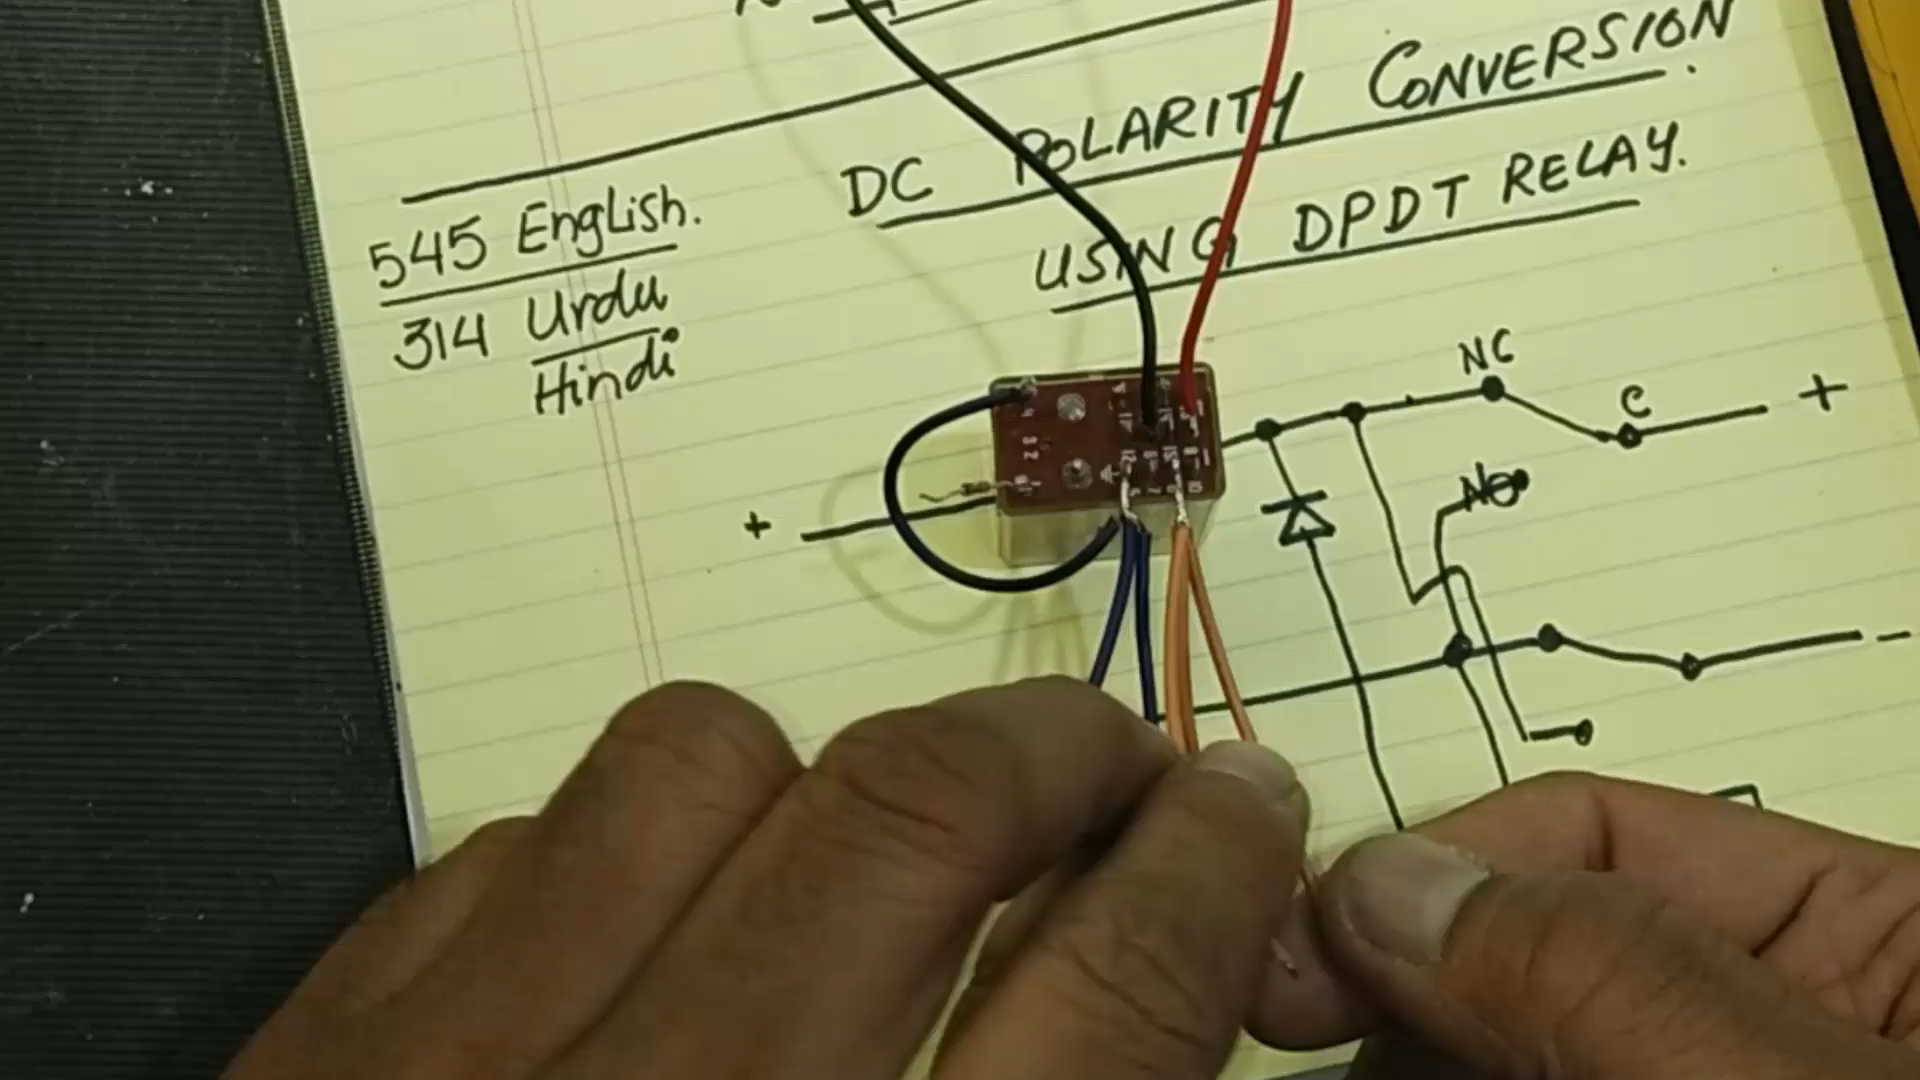 DC POLARITY CONVERSION.
USING DPDT RELAY.
545 English.
314 Urdu
Hindi
NC
C
+
NO
+
-